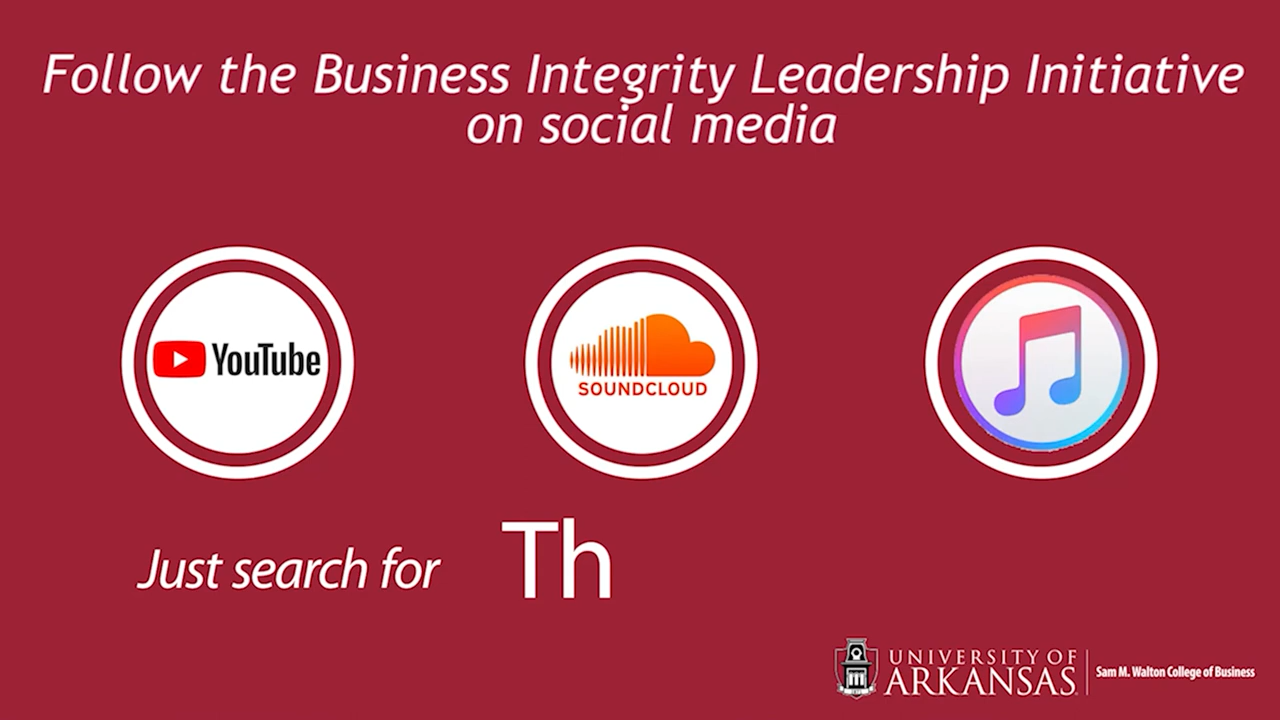 Follow the Business Integrity Leadership Initiative
on social media
YouTube
SOUNDCLOUD
Just search for Th
UNIVERSITY OF
ARKANSAS
Sam M. Walton College of Business